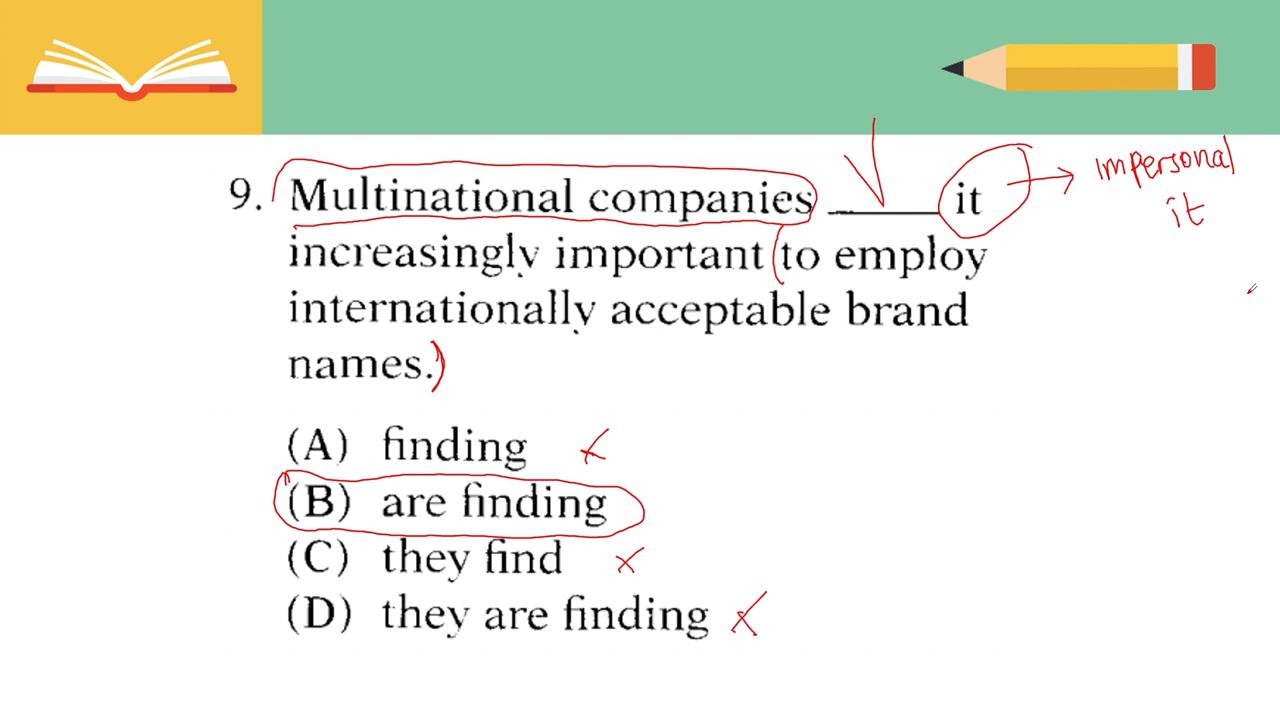 9. Multinational companies ______ it
increasingly important to employ
internationally acceptable brand
names.
(A) finding
(B) are finding
(C) they find
(D) they are finding
impersonal
it